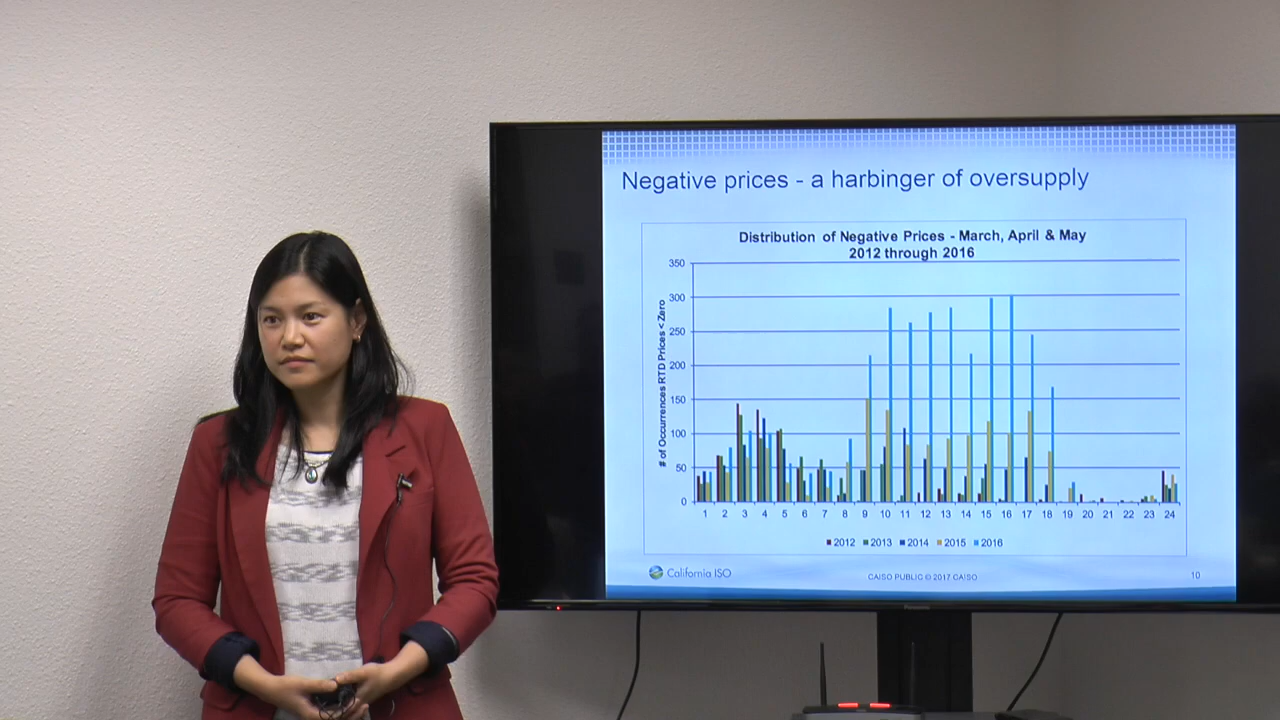 Negative prices - a harbinger of oversupply
Distribution of Negative Prices - March, April & May
2012 through 2016
# of Occurrences RTD Prices < Zero
350
300
250
200
150
100
50
0
1 2 3 4 5 6 7 8 9 10 11 12 13 14 15 16 17 18 19 20 21 22 23 24
2012 2013 2014 2015 2016
California ISO
CAISO PUBLIC © 2017 CAISO
10
Panasonic